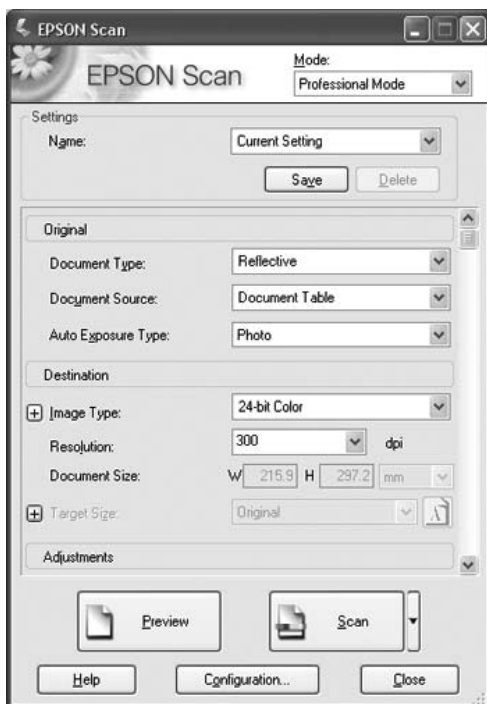 EPSON Scan
EPSON Scan
Mode:
Professional Mode
Settings
Name: Current Setting
Save Delete
Original
Document Type: Reflective
Document Source: Document Table
Auto Exposure Type: Photo
Destination
Image Type: 24-bit Color
Resolution: 300 dpi
Document Size: W 215.9 H 297.2 mm
Target Size: Original
Adjustments
Preview Scan
Help Configuration... Close